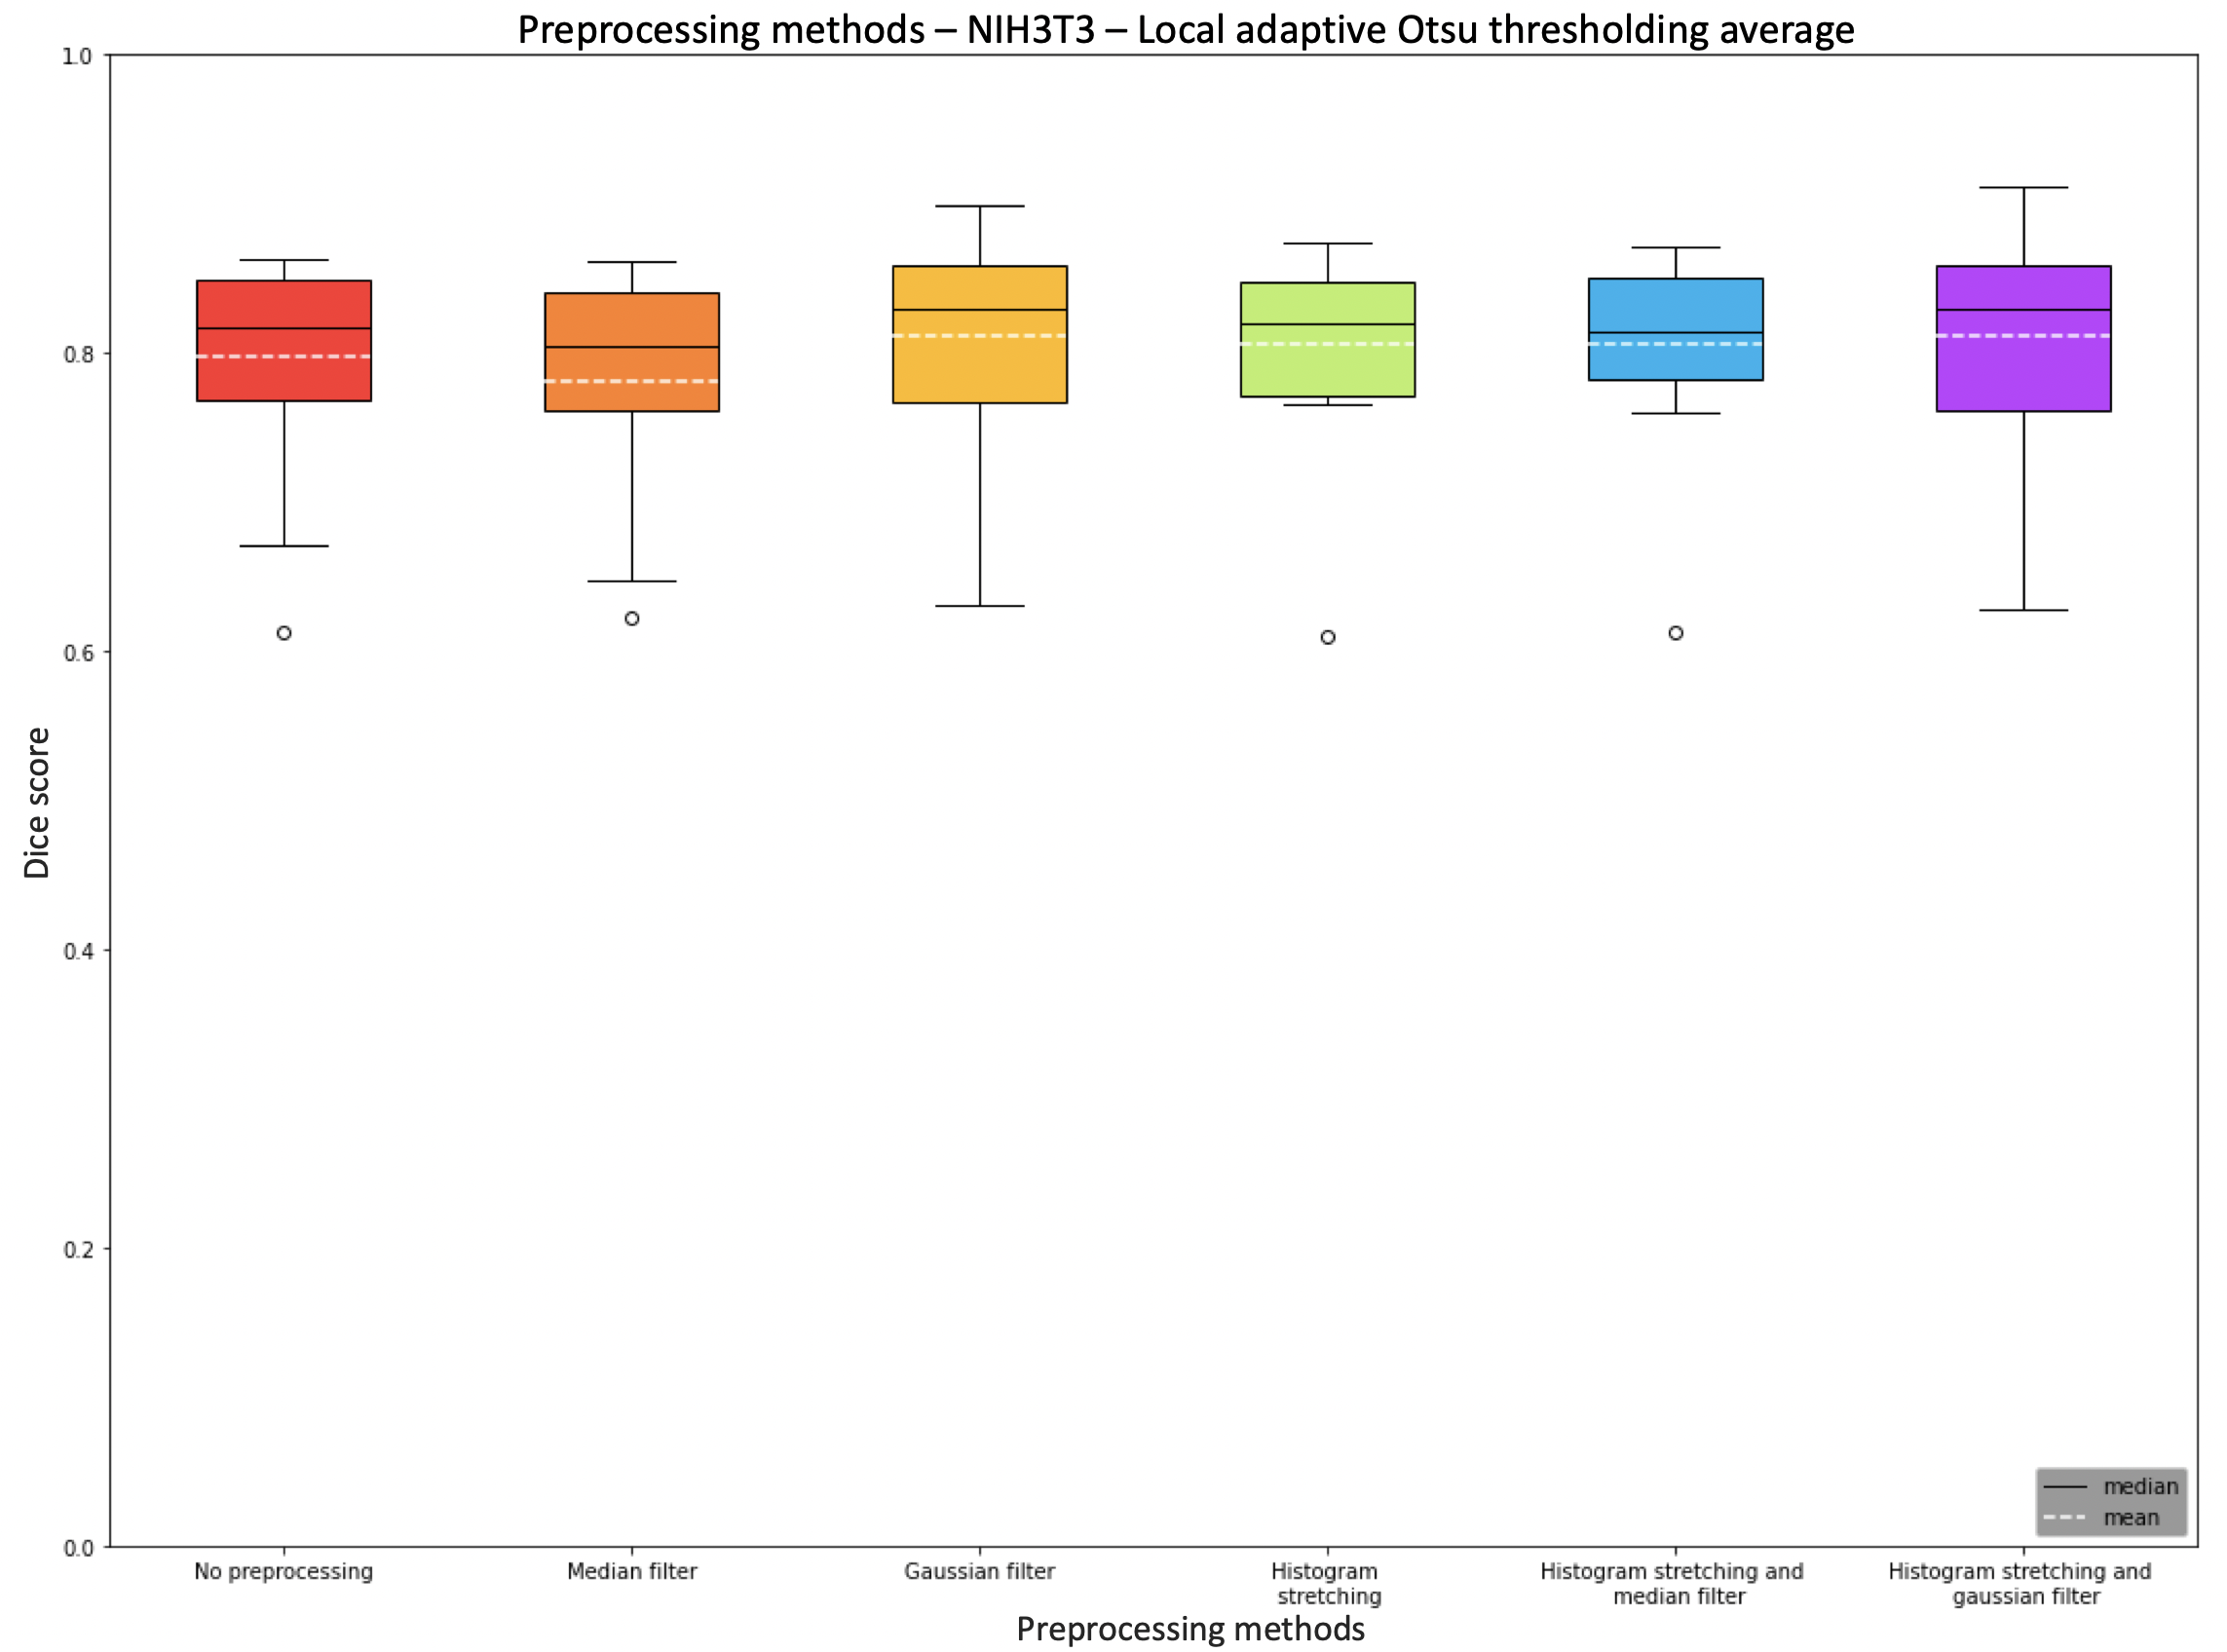 Preprocessing methods – NIH3T3 – Local adaptive Otsu thresholding average
1.0
0.8
0.6
0.4
0.2
0.0
Dice score
No preprocessing
Median filter
Gaussian filter
Histogram
stretching
Histogram stretching and
median filter
Histogram stretching and
gaussian filter
Preprocessing methods
median
mean